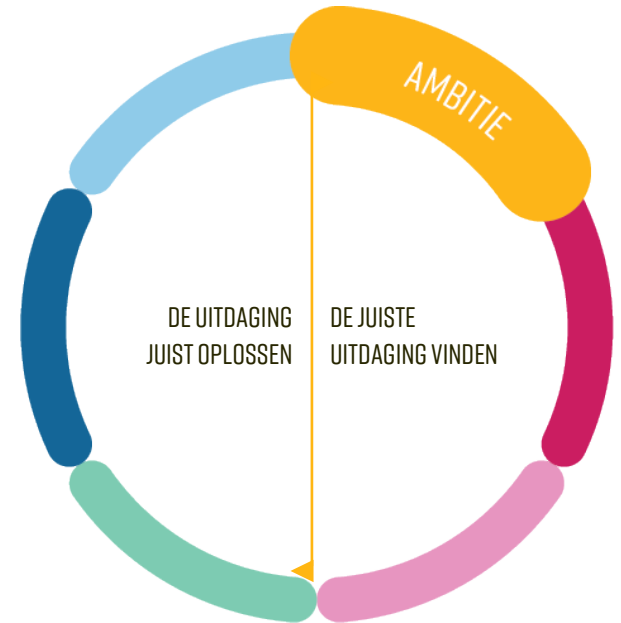 AMBITIE
DE UITDAGING
JUIST OPLOSSEN
DE JUISTE
UITDAGING VINDEN